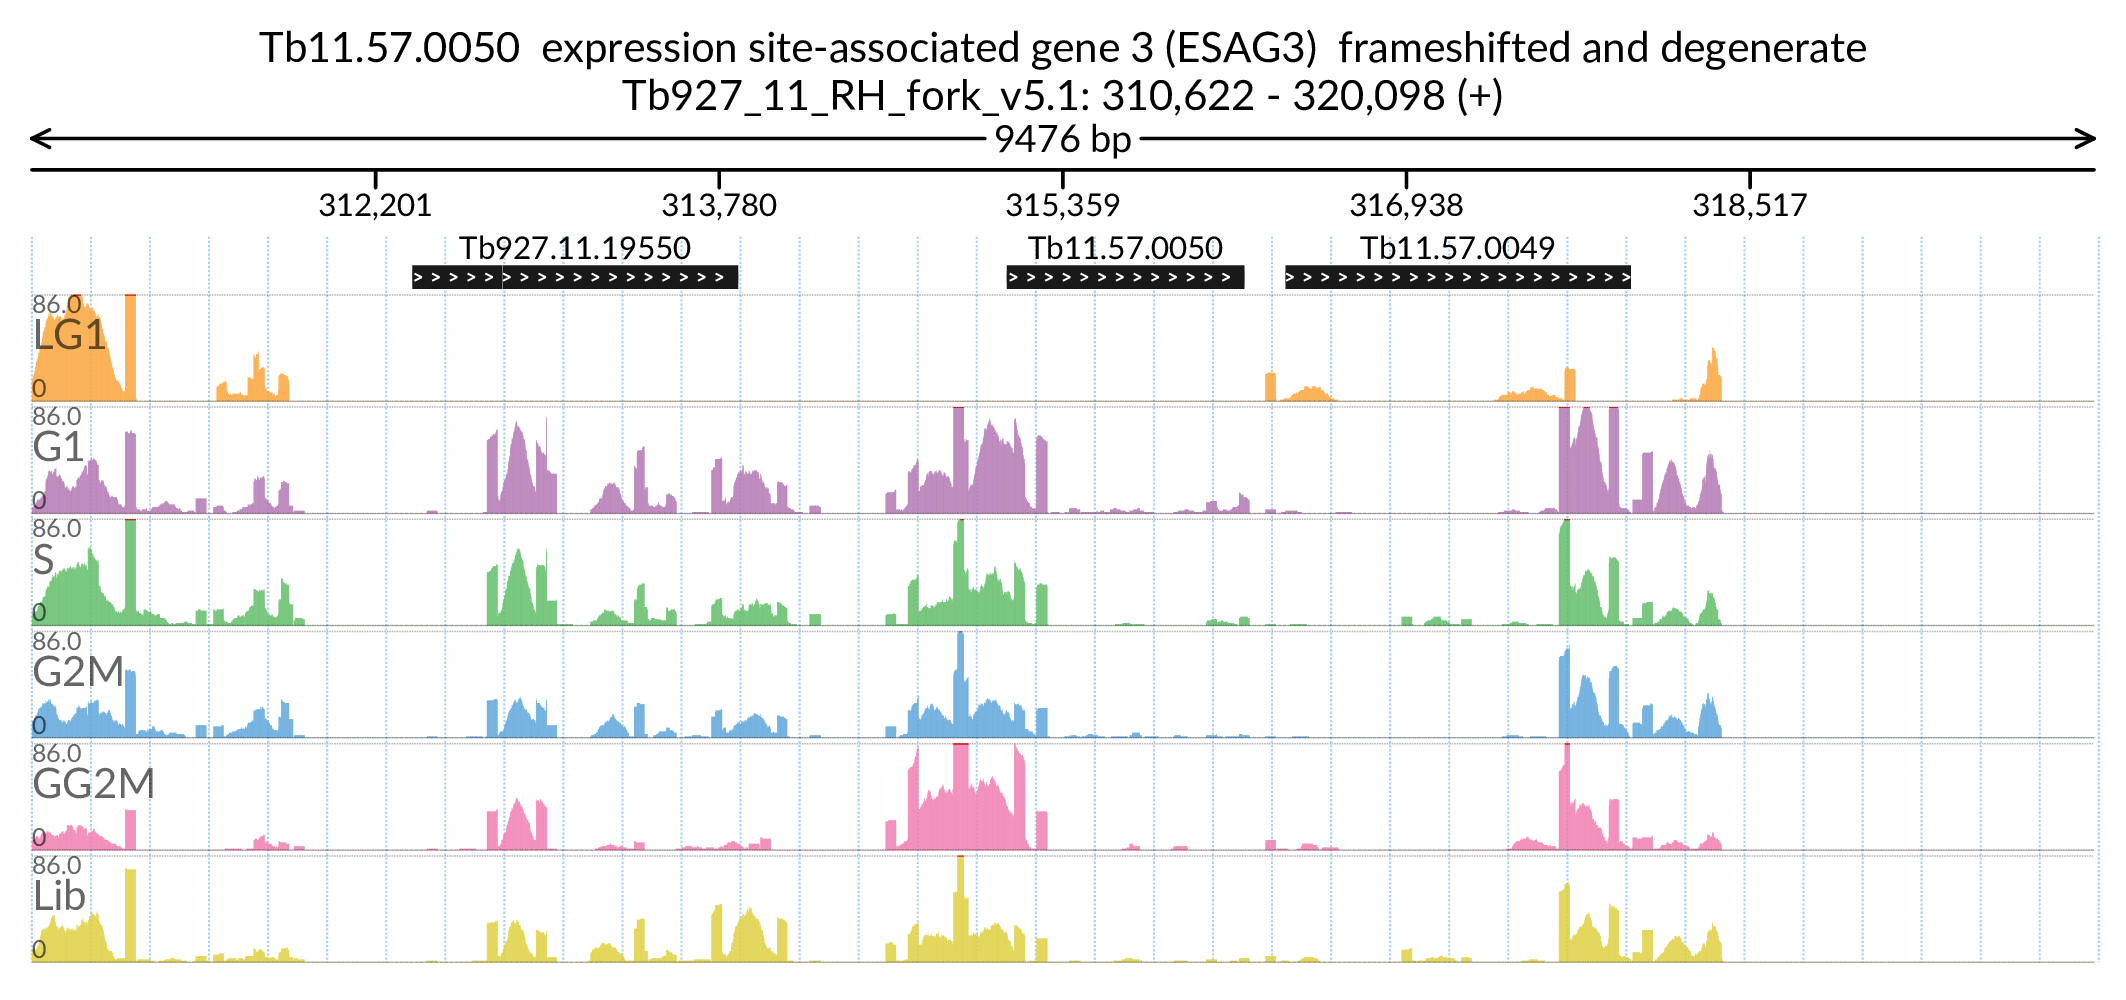 Tb11.57.0050 expression site-associated gene 3 (ESAG3) frameshifted and degenerate
Tb927_11_RH_fork_v5.1: 310,622 - 320,098 (+)
9476 bp
312,201 313,780 315,359 316,938 318,517
Tb927.11.19550 Tb11.57.0050 Tb11.57.0049
86.0
LG1
0
86.0
G1
0
86.0
S
0
86.0
G2M
0
86.0
GG2M
0
86.0
Lib
0